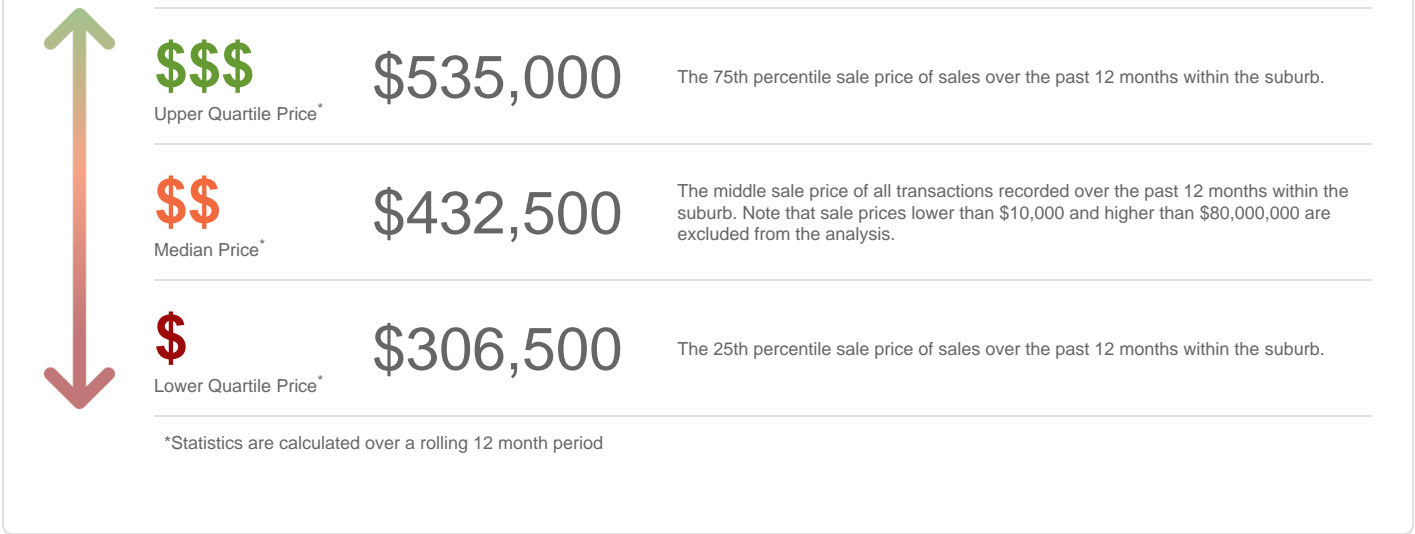 $$$
Upper Quartile Price*
$535,000
The 75th percentile sale price of sales over the past 12 months within the suburb.
$$
Median Price*
$432,500
The middle sale price of all transactions recorded over the past 12 months within the
suburb. Note that sale prices lower than $10,000 and higher than $80,000,000 are
excluded from the analysis.
$
Lower Quartile Price*
$306,500
The 25th percentile sale price of sales over the past 12 months within the suburb.
*Statistics are calculated over a rolling 12 month period